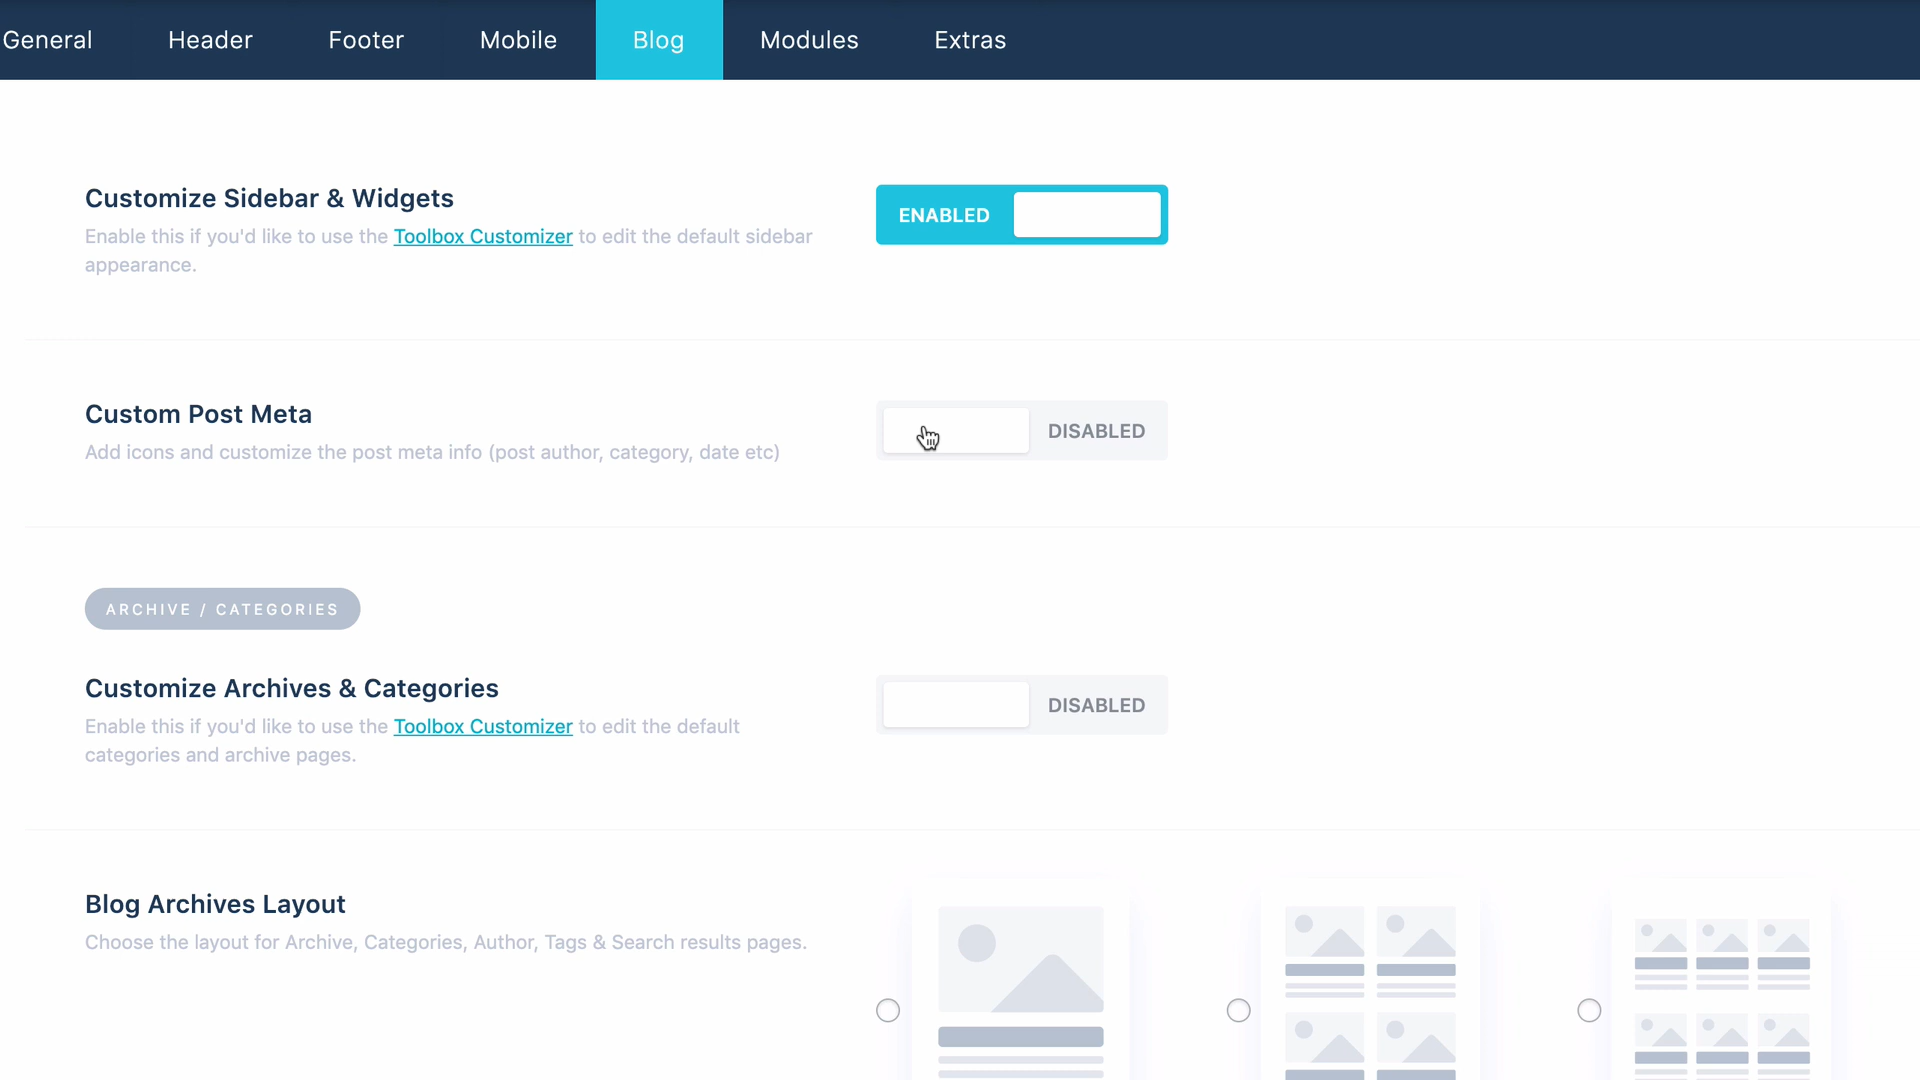 General Header Footer Mobile Blog Modules Extras
Customize Sidebar & Widgets
Enable this if you'd like to use the Toolbox Customizer to edit the default sidebar
appearance.
ENABLED
Custom Post Meta
Add icons and customize the post meta info (post author, category, date etc)
DISABLED
ARCHIVE / CATEGORIES
Customize Archives & Categories
Enable this if you'd like to use the Toolbox Customizer to edit the default
categories and archive pages.
DISABLED
Blog Archives Layout
Choose the layout for Archive, Categories, Author, Tags & Search results pages.